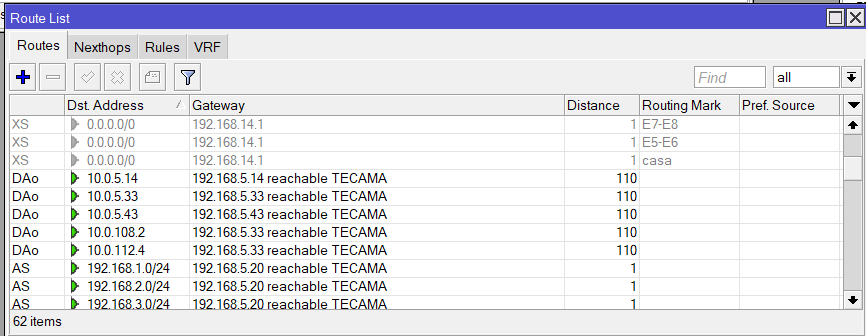 Route List
Routes Nexthops Rules VRF
Find all
Dst. Address Gateway Distance Routing Mark Pref. Source
XS 0.0.0.0/0 192.168.14.1 1 E7-E8
XS 0.0.0.0/0 192.168.14.1 1 E5-E6
XS 0.0.0.0/0 192.168.14.1 1 casa
DAo 10.0.5.14 192.168.5.14 reachable TECAMA 110
DAo 10.0.5.33 192.168.5.33 reachable TECAMA 110
DAo 10.0.5.43 192.168.5.43 reachable TECAMA 110
DAo 10.0.108.2 192.168.5.33 reachable TECAMA 110
DAo 10.0.112.4 192.168.5.33 reachable TECAMA 110
AS 192.168.1.0/24 192.168.5.20 reachable TECAMA 1
AS 192.168.2.0/24 192.168.5.20 reachable TECAMA 1
AS 192.168.3.0/24 192.168.5.20 reachable TECAMA 1
62 items